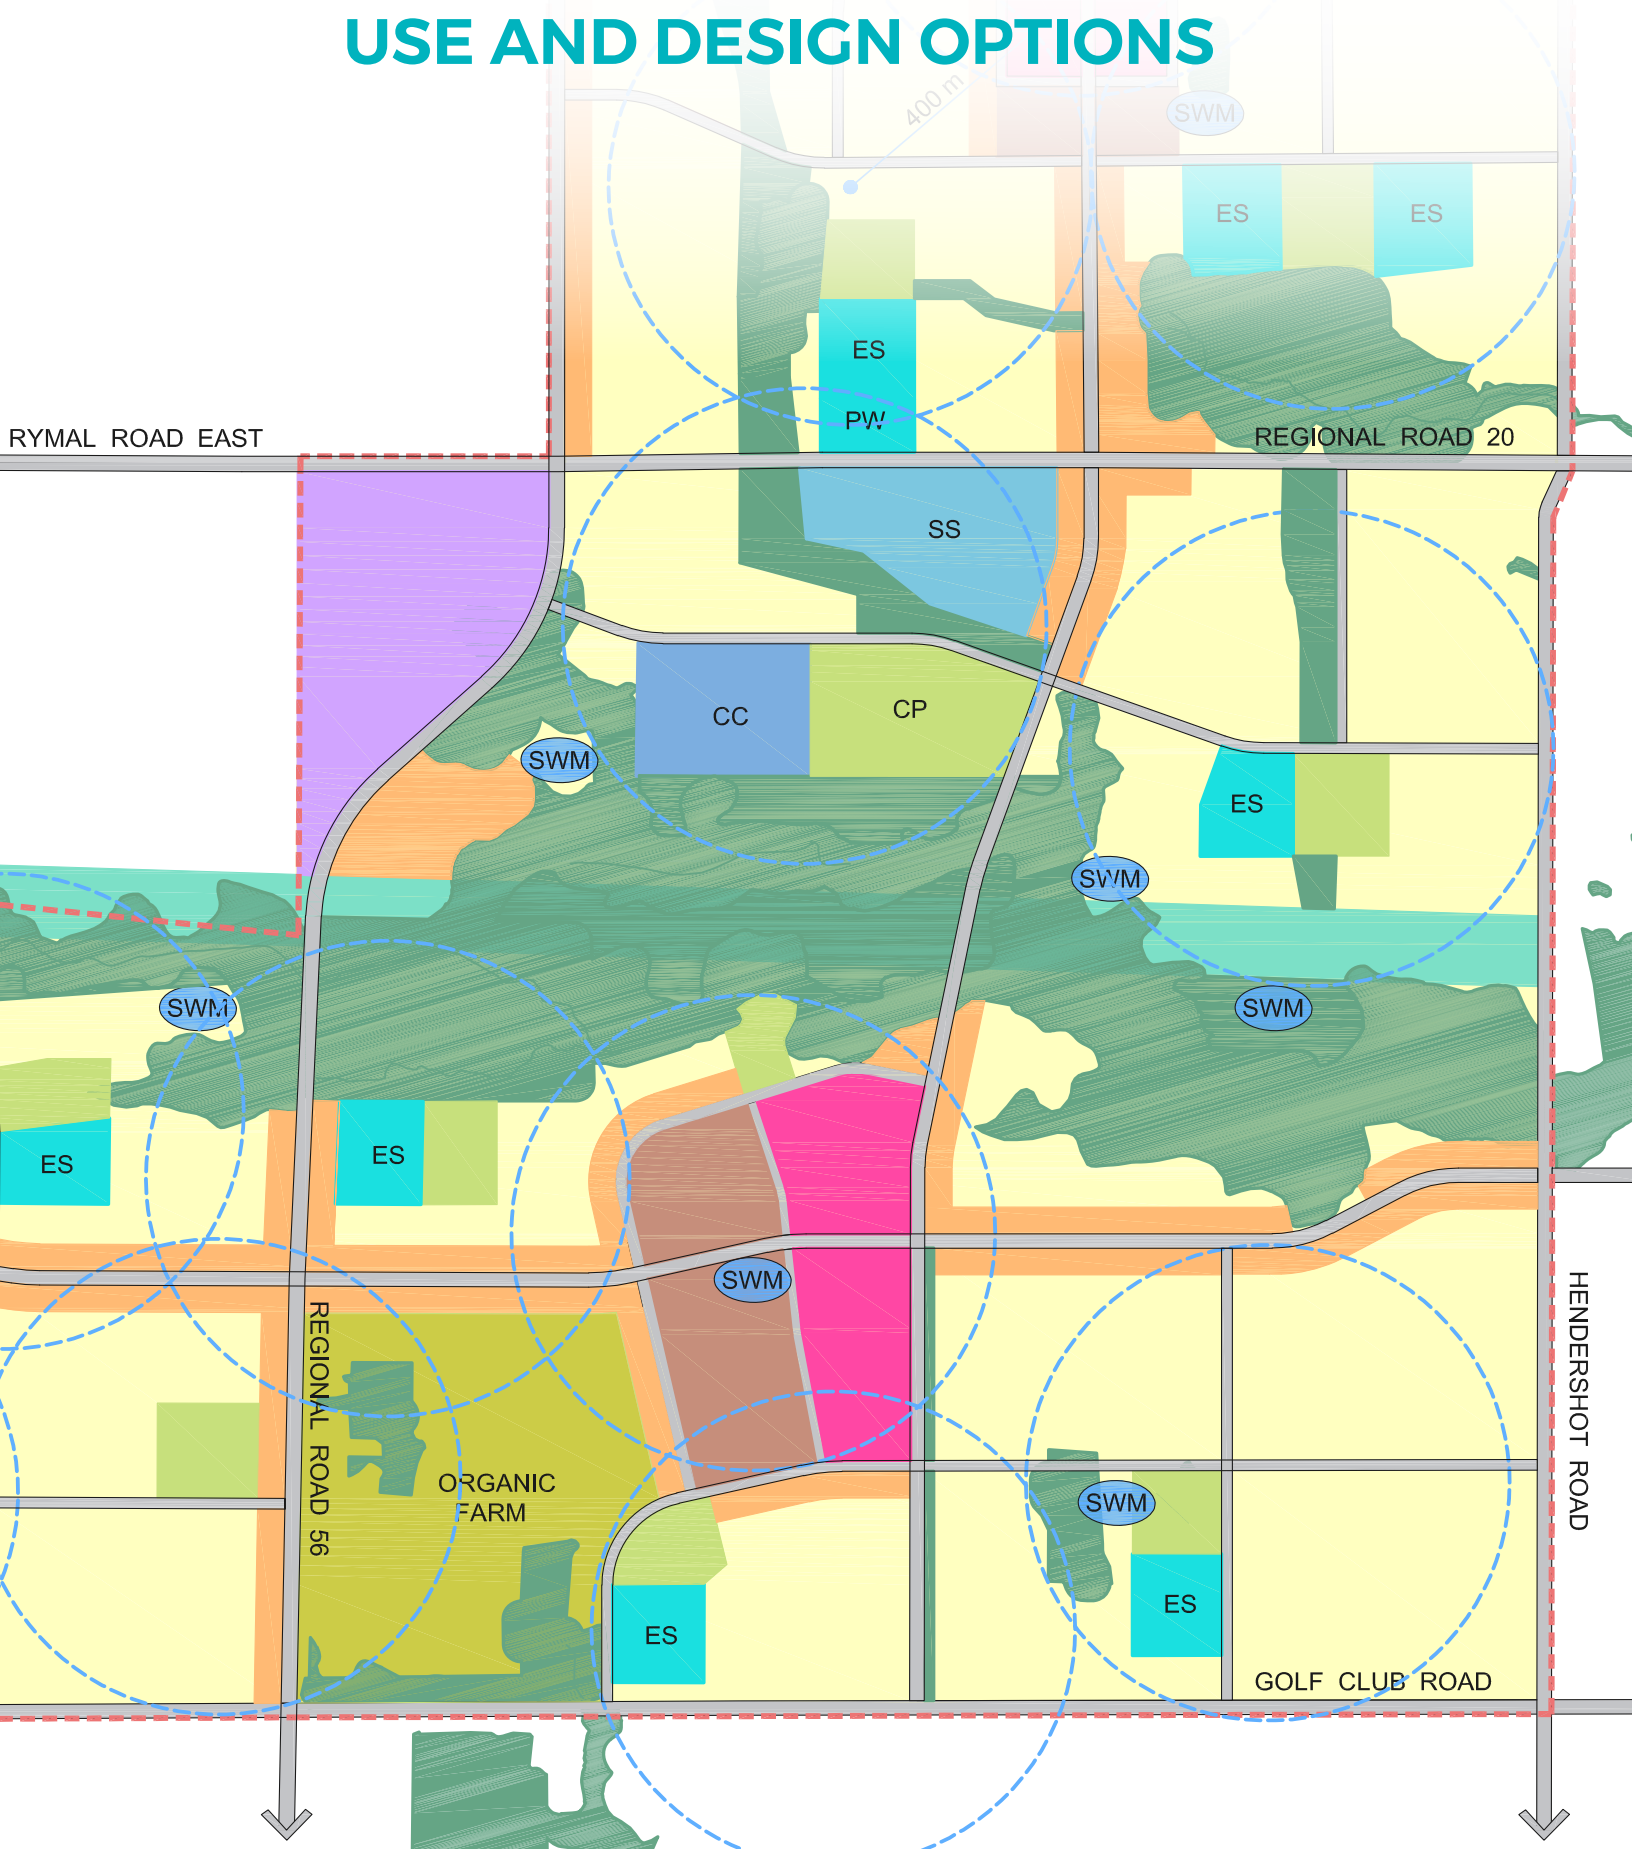 USE AND DESIGN OPTIONS
400 m
SWM
ES
ES
ES
PW
RYMAL ROAD EAST
REGIONAL ROAD 20
SS
CC
CP
SWM
ES
SWM
SWM
SWM
ES
ES
SWM
REGIONAL ROAD 56
HENDERSHOT ROAD
ORGANIC
FARM
SWM
ES
ES
GOLF CLUB ROAD